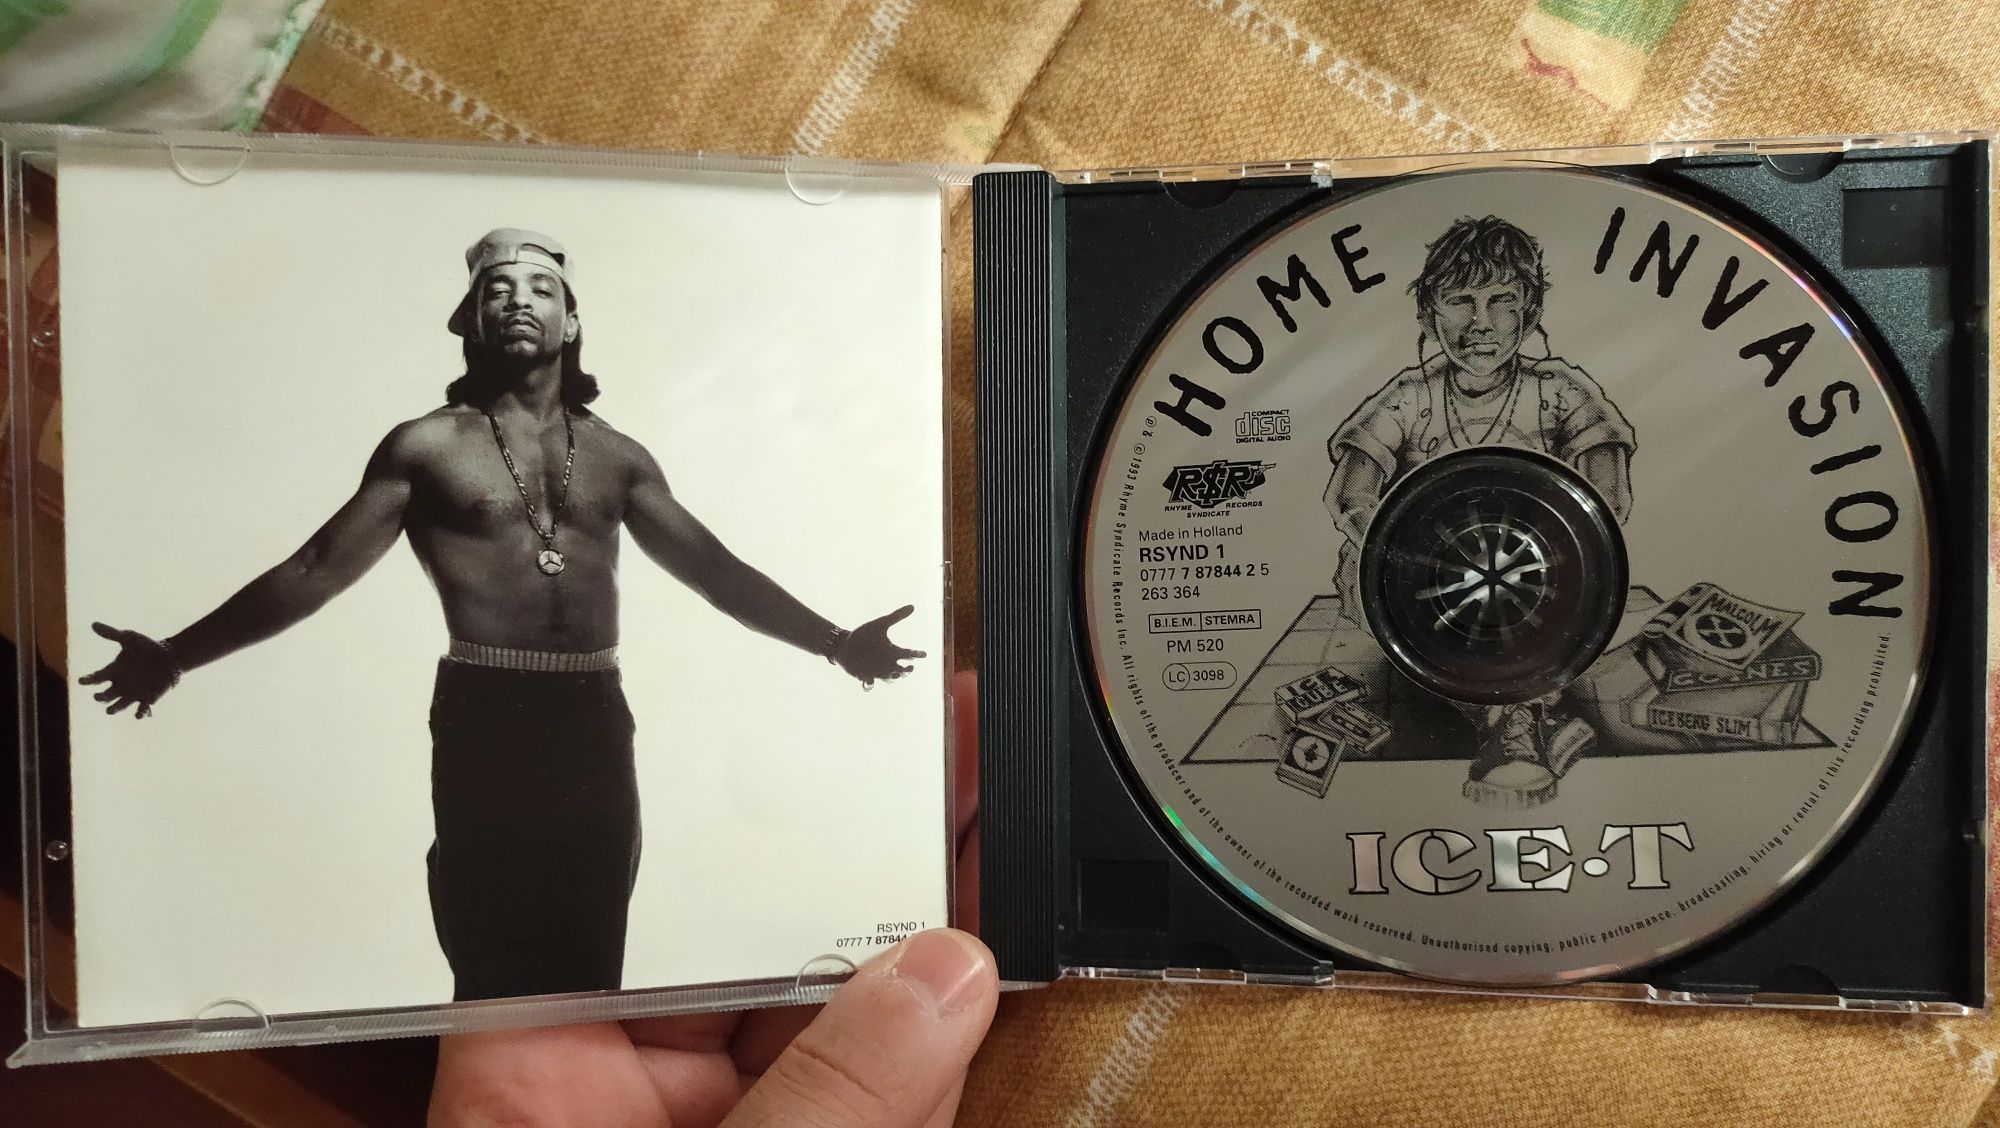 RSYND 1
0777 7 87844
HOME INVASION
COMPACT
disc
DIGITAL AUDIO
R$R
RHYME SYNDICATE RECORDS
Made in Holland
RSYND 1
0777 7 87844 2 5
263 364
B.I.E.M. STEMRA
PM 520
LC 3098
ICE CUBE
MALCOLM
X
GOINES
ICEBERG SLIM
ICE·T
℗ & © 1993 Rhyme Syndicate Records Inc. All rights of the producer and of the owner of the recorded work reserved. Unauthorised copying, public performance, broadcasting, hiring or rental of this recording prohibited.